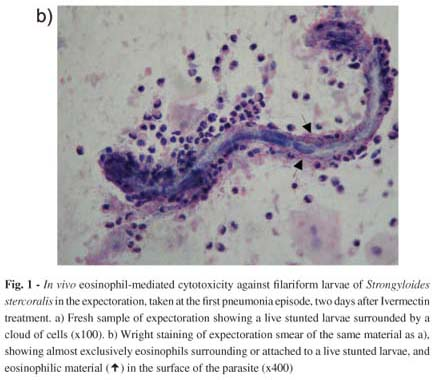 b)
Fig. 1 - In vivo eosinophil-mediated cytotoxicity against filariform larvae of Strongyloides
stercoralis in the expectoration, taken at the first pneumonia episode, two days after Ivermectin
treatment. a) Fresh sample of expectoration showing a live stunted larvae surrounded by a
cloud of cells (x100). b) Wright staining of expectoration smear of the same material as a),
showing almost exclusively eosinophils surrounding or attached to a live stunted larvae, and
eosinophilic material (↑) in the surface of the parasite (x400)